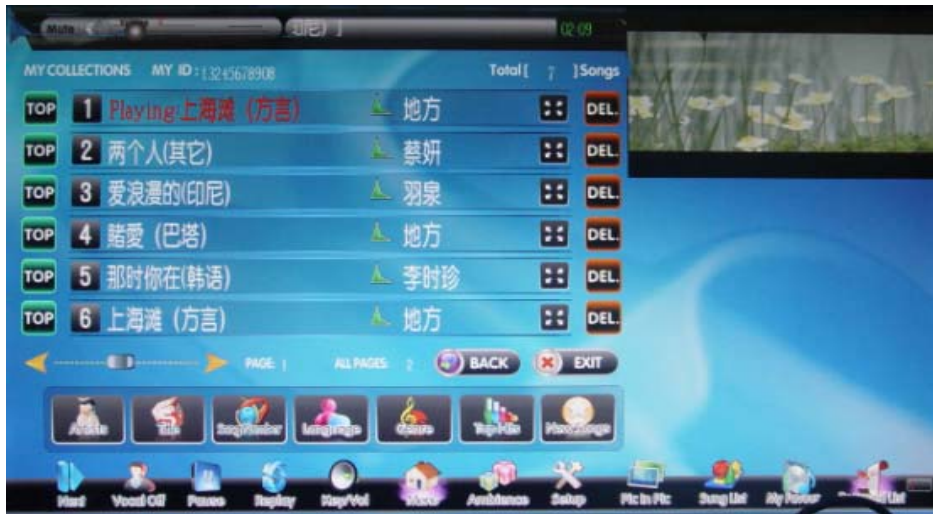 Mute
印尼) ]
02:09
MY COLLECTIONS MY ID:13245678908 Total [ 7 ] Songs
TOP 1 Playing:上海滩 (方言) 地方 DEL.
TOP 2 两个人(其它) 蔡妍 DEL.
TOP 3 爱浪漫的(印尼) 羽泉 DEL.
TOP 4 賭愛 (巴塔) 地方 DEL.
TOP 5 那时你在(韩语) 李时珍 DEL.
TOP 6 上海滩 (方言) 地方 DEL.
PAGE: 1 ALL PAGES: 2 BACK EXIT
Artists Title SongNumber Language Genre Top Hits New Songs
Next Vocal Off Pause Replay Key/Vol Ambience Setup Pic In Pic Song List My Favour List